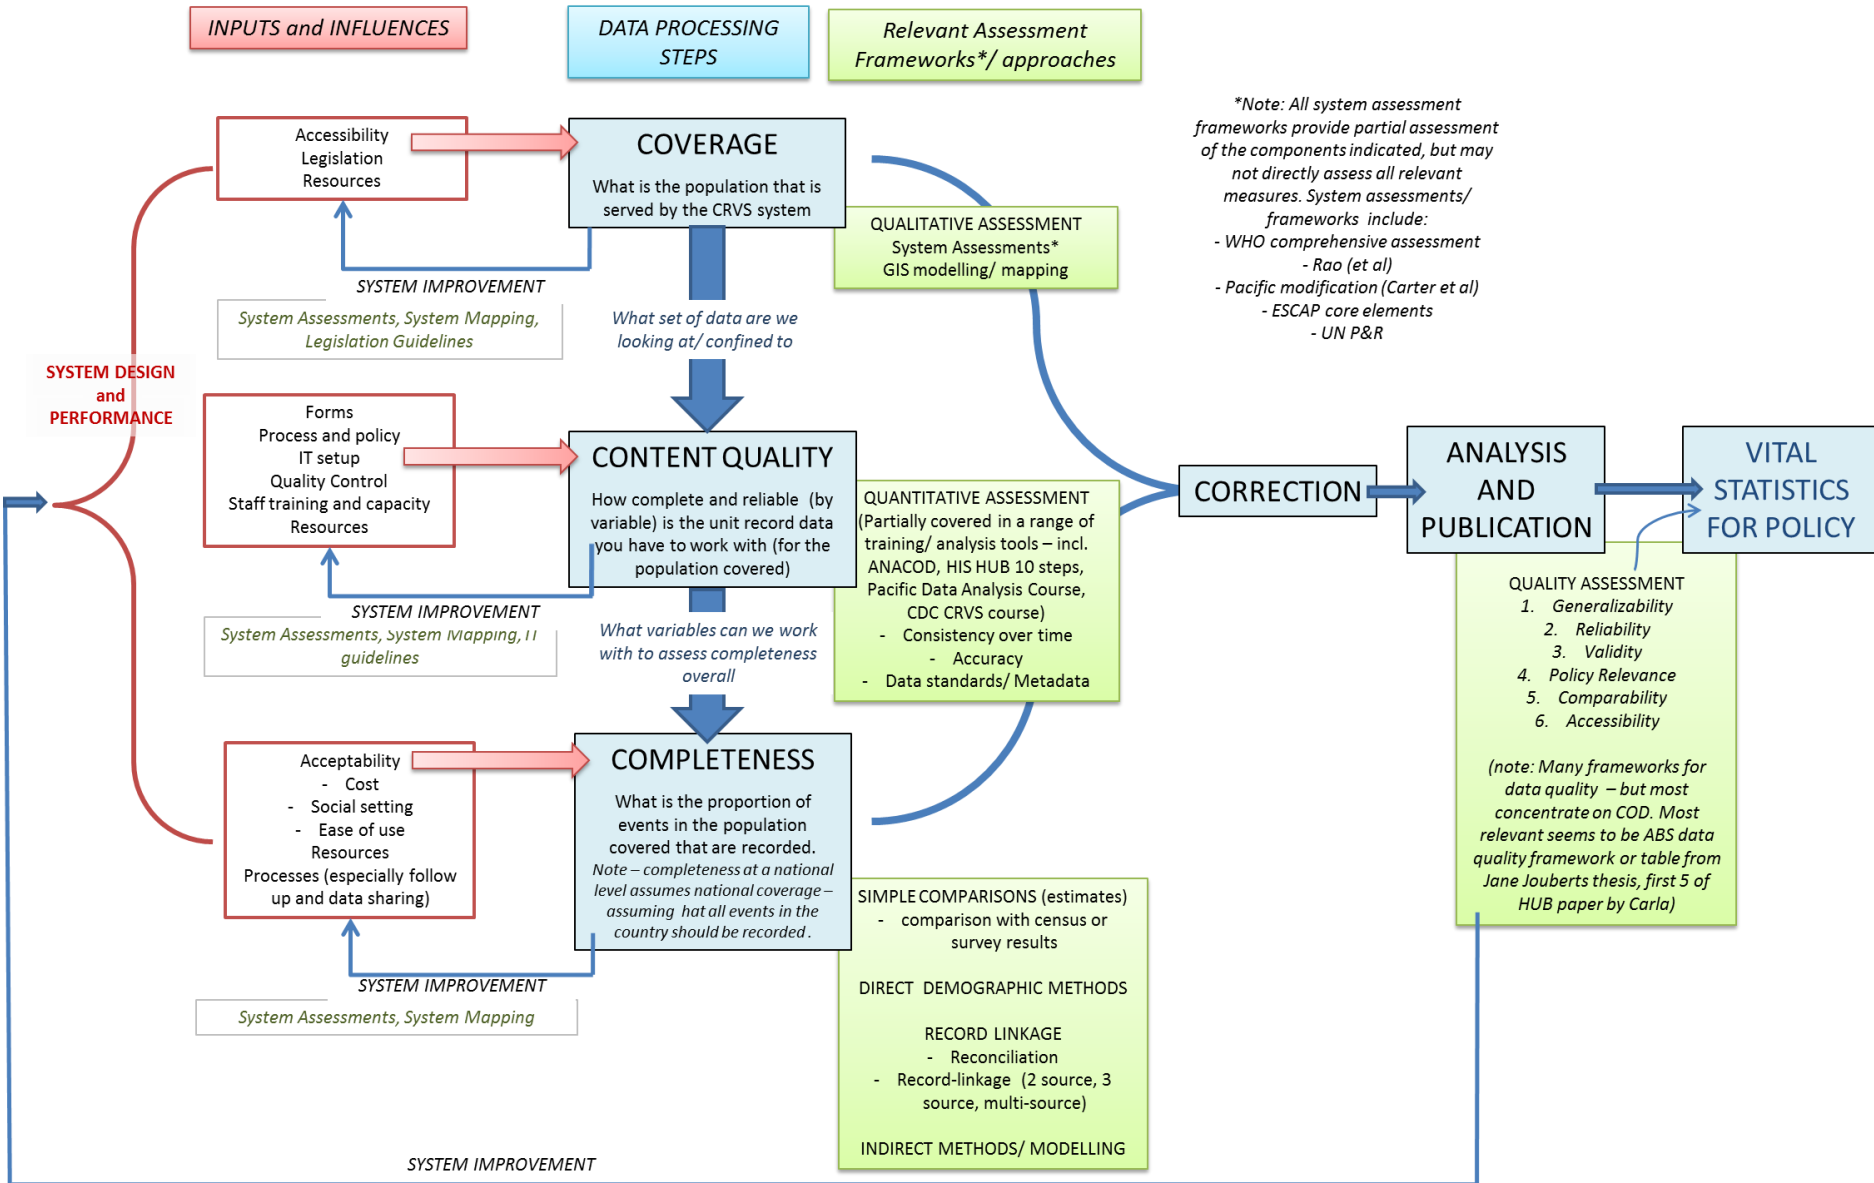 INPUTS and INFLUENCES
DATA PROCESSING
STEPS
Relevant Assessment
Frameworks*/ approaches
Accessibility
Legislation
Resources
COVERAGE
What is the population that is
served by the CRVS system
*Note: All system assessment
frameworks provide partial assessment
of the components indicated, but may
not directly assess all relevant
measures. System assessments/
frameworks include:
- WHO comprehensive assessment
- Rao (et al)
- Pacific modification (Carter et al)
- ESCAP core elements
- UN P&R
QUALITATIVE ASSESSMENT
System Assessments*
GIS modelling/ mapping
SYSTEM IMPROVEMENT
System Assessments, System Mapping,
Legislation Guidelines
What set of data are we
looking at/ confined to
SYSTEM DESIGN
and
PERFORMANCE
Forms
Process and policy
IT setup
Quality Control
Staff training and capacity
Resources
CONTENT QUALITY
How complete and reliable (by
variable) is the unit record data
you have to work with (for the
population covered)
QUANTITATIVE ASSESSMENT
(Partially covered in a range of
training/ analysis tools – incl.
ANACOD, HIS HUB 10 steps,
Pacific Data Analysis Course,
CDC CRVS course)
- Consistency over time
- Accuracy
- Data standards/ Metadata
CORRECTION
ANALYSIS
AND
PUBLICATION
VITAL
STATISTICS
FOR POLICY
SYSTEM IMPROVEMENT
System Assessments, System Mapping, IT
guidelines
What variables can we work
with to assess completeness
overall
QUALITY ASSESSMENT
1. Generalizability
2. Reliability
3. Validity
4. Policy Relevance
5. Comparability
6. Accessibility
(note: Many frameworks for
data quality – but most
concentrate on COD. Most
relevant seems to be ABS data
quality framework or table from
Jane Jouberts thesis, first 5 of
HUB paper by Carla)
Acceptability
- Cost
- Social setting
- Ease of use
Resources
Processes (especially follow
up and data sharing)
COMPLETENESS
What is the proportion of
events in the population
covered that are recorded.
Note – completeness at a national
level assumes national coverage –
assuming hat all events in the
country should be recorded .
SIMPLE COMPARISONS (estimates)
- comparison with census or
survey results
DIRECT DEMOGRAPHIC METHODS
RECORD LINKAGE
- Reconciliation
- Record-linkage (2 source, 3
source, multi-source)
INDIRECT METHODS/ MODELLING
SYSTEM IMPROVEMENT
System Assessments, System Mapping
SYSTEM IMPROVEMENT